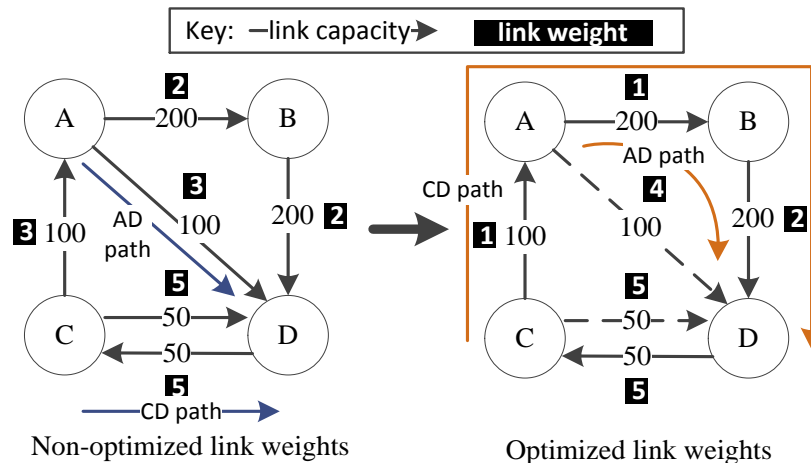 Key: link capacity link weight
2
A 200 B
3
AD path
100
3 100
200 2
5
C 50 D
50
5
CD path
Non-optimized link weights
1
A 200 B
AD path
CD path
4
100
1 100
200 2
5
C 50 D
50
5
Optimized link weights